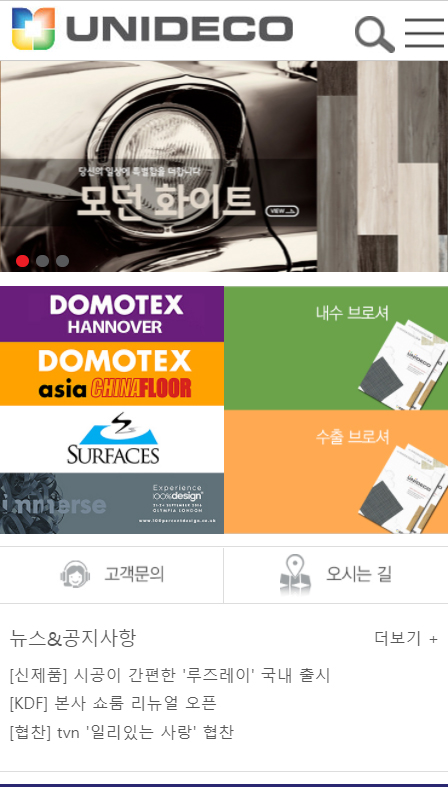 UNIDECO
당신의 일상에 특별함을 더합니다
모던 화이트
VIEW
DOMOTEX
HANNOVER
DOMOTEX
asia CHINAFLOOR
SURFACES
immerse
Experience
100%design
21-24 SEPTEMBER 2016
OLYMPIA LONDON
www.100percentdesign.co.uk
내수 브로셔
UNIDECO
수출 브로셔
UNIDECO
고객문의
오시는 길
뉴스&공지사항
더보기 +
[신제품] 시공이 간편한 '루즈레이' 국내 출시
[KDF] 본사 쇼룸 리뉴얼 오픈
[협찬] tvn '일리있는 사랑' 협찬